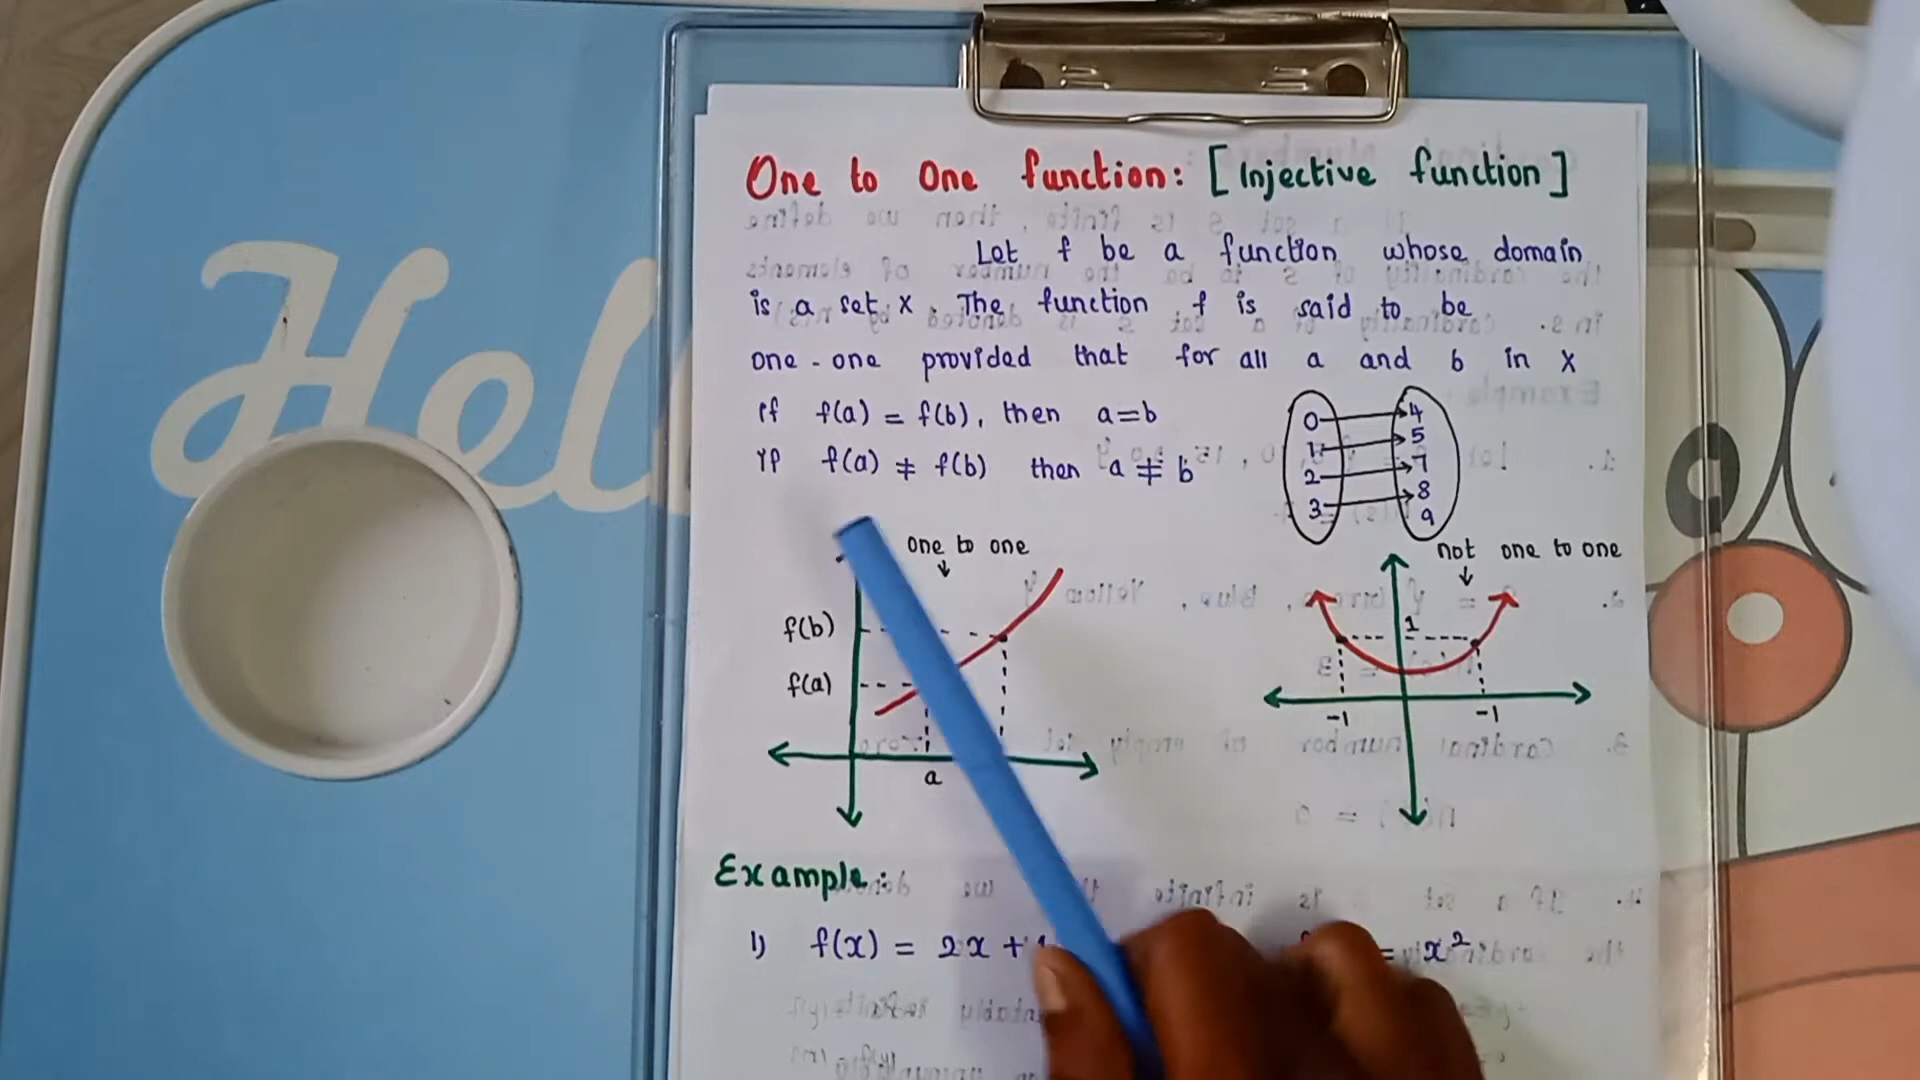 One to One function: [Injective function]
Let f be a function whose domain
is a set x. The function f is said to be
one-one provided that for all a and b in X
If f(a) = f(b), then a=b
If f(a) ≠ f(b) then a ≠ b
0 4
1 5
2 7
3 8
9
one to one
f(b)
f(a)
a
not one to one
1
-1 -1
Example:
1) f(x) = 2x + 1 = x²
Hell